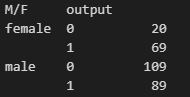 M/F output
female 0 20
1 69
male 0 109
1 89